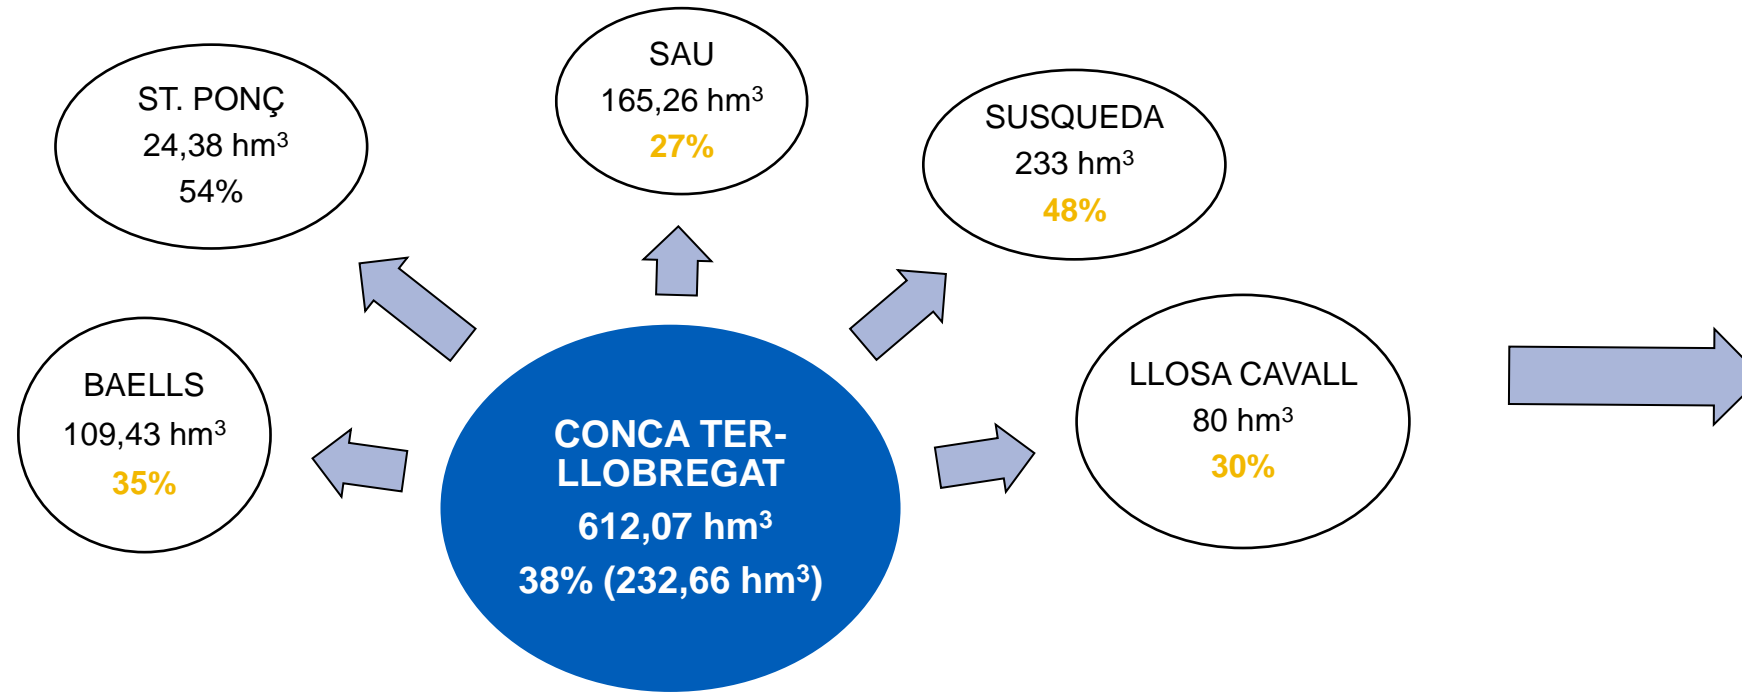 ST. PONÇ
24,38 hm³
54%
SAU
165,26 hm³
27%
SUSQUEDA
233 hm³
48%
BAELLS
109,43 hm³
35%
CONCA TER-
LLOBREGAT
612,07 hm³
38% (232,66 hm³)
LLOSA CAVALL
80 hm³
30%